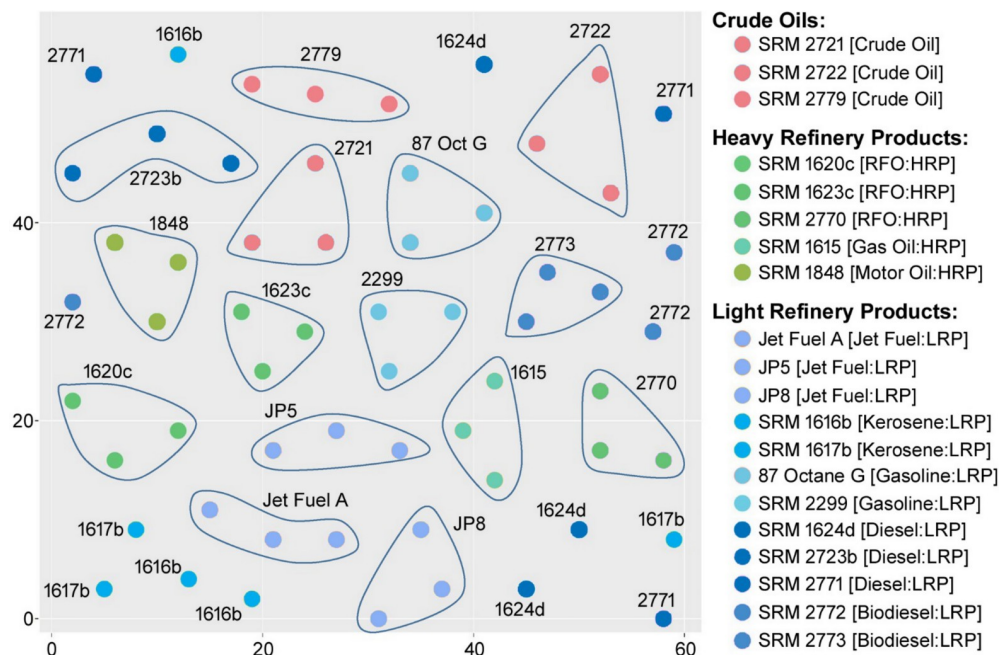 1616b
2771
2779
1624d
2722
2771
2723b
2721
87 Oct G
40
1848
2773
2772
2772
1623c
2299
2772
1620c
1615
2770
20
JP5
Jet Fuel A
JP8
1624d
1617b
1617b
1616b
1617b
1616b
1624d
2771
0
0
20
40
60
Crude Oils:
SRM 2721 [Crude Oil]
SRM 2722 [Crude Oil]
SRM 2779 [Crude Oil]
Heavy Refinery Products:
SRM 1620c [RFO:HRP]
SRM 1623c [RFO:HRP]
SRM 2770 [RFO:HRP]
SRM 1615 [Gas Oil:HRP]
SRM 1848 [Motor Oil:HRP]
Light Refinery Products:
Jet Fuel A [Jet Fuel:LRP]
JP5 [Jet Fuel:LRP]
JP8 [Jet Fuel:LRP]
SRM 1616b [Kerosene:LRP]
SRM 1617b [Kerosene:LRP]
87 Octane G [Gasoline:LRP]
SRM 2299 [Gasoline:LRP]
SRM 1624d [Diesel:LRP]
SRM 2723b [Diesel:LRP]
SRM 2771 [Diesel:LRP]
SRM 2772 [Biodiesel:LRP]
SRM 2773 [Biodiesel:LRP]